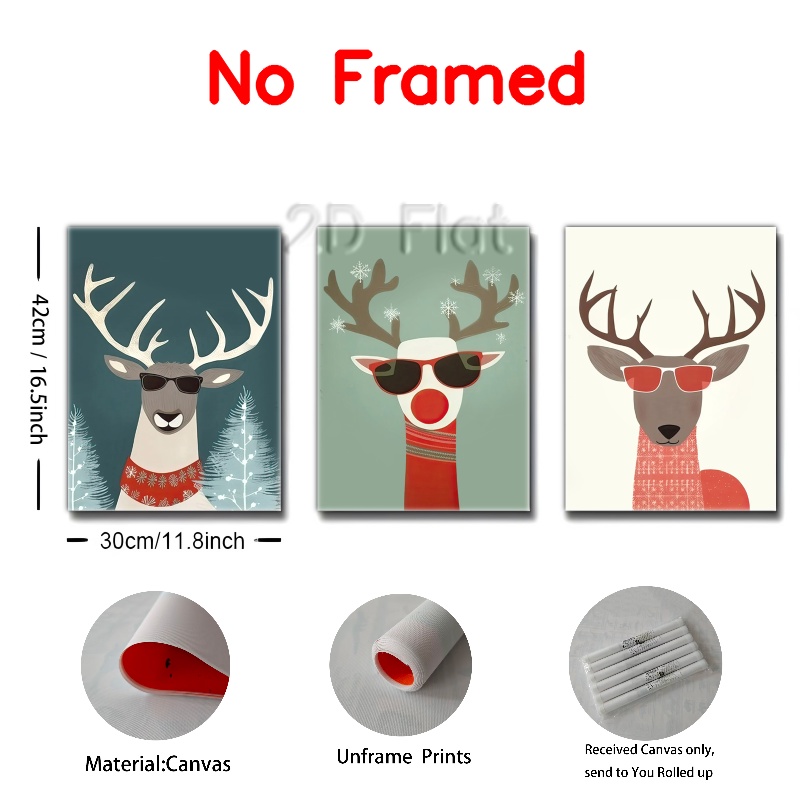 No Framed
2D Flat
42cm / 16.5inch
30cm/11.8inch
Material:Canvas
Unframe Prints
Received Canvas only,
send to You Rolled up